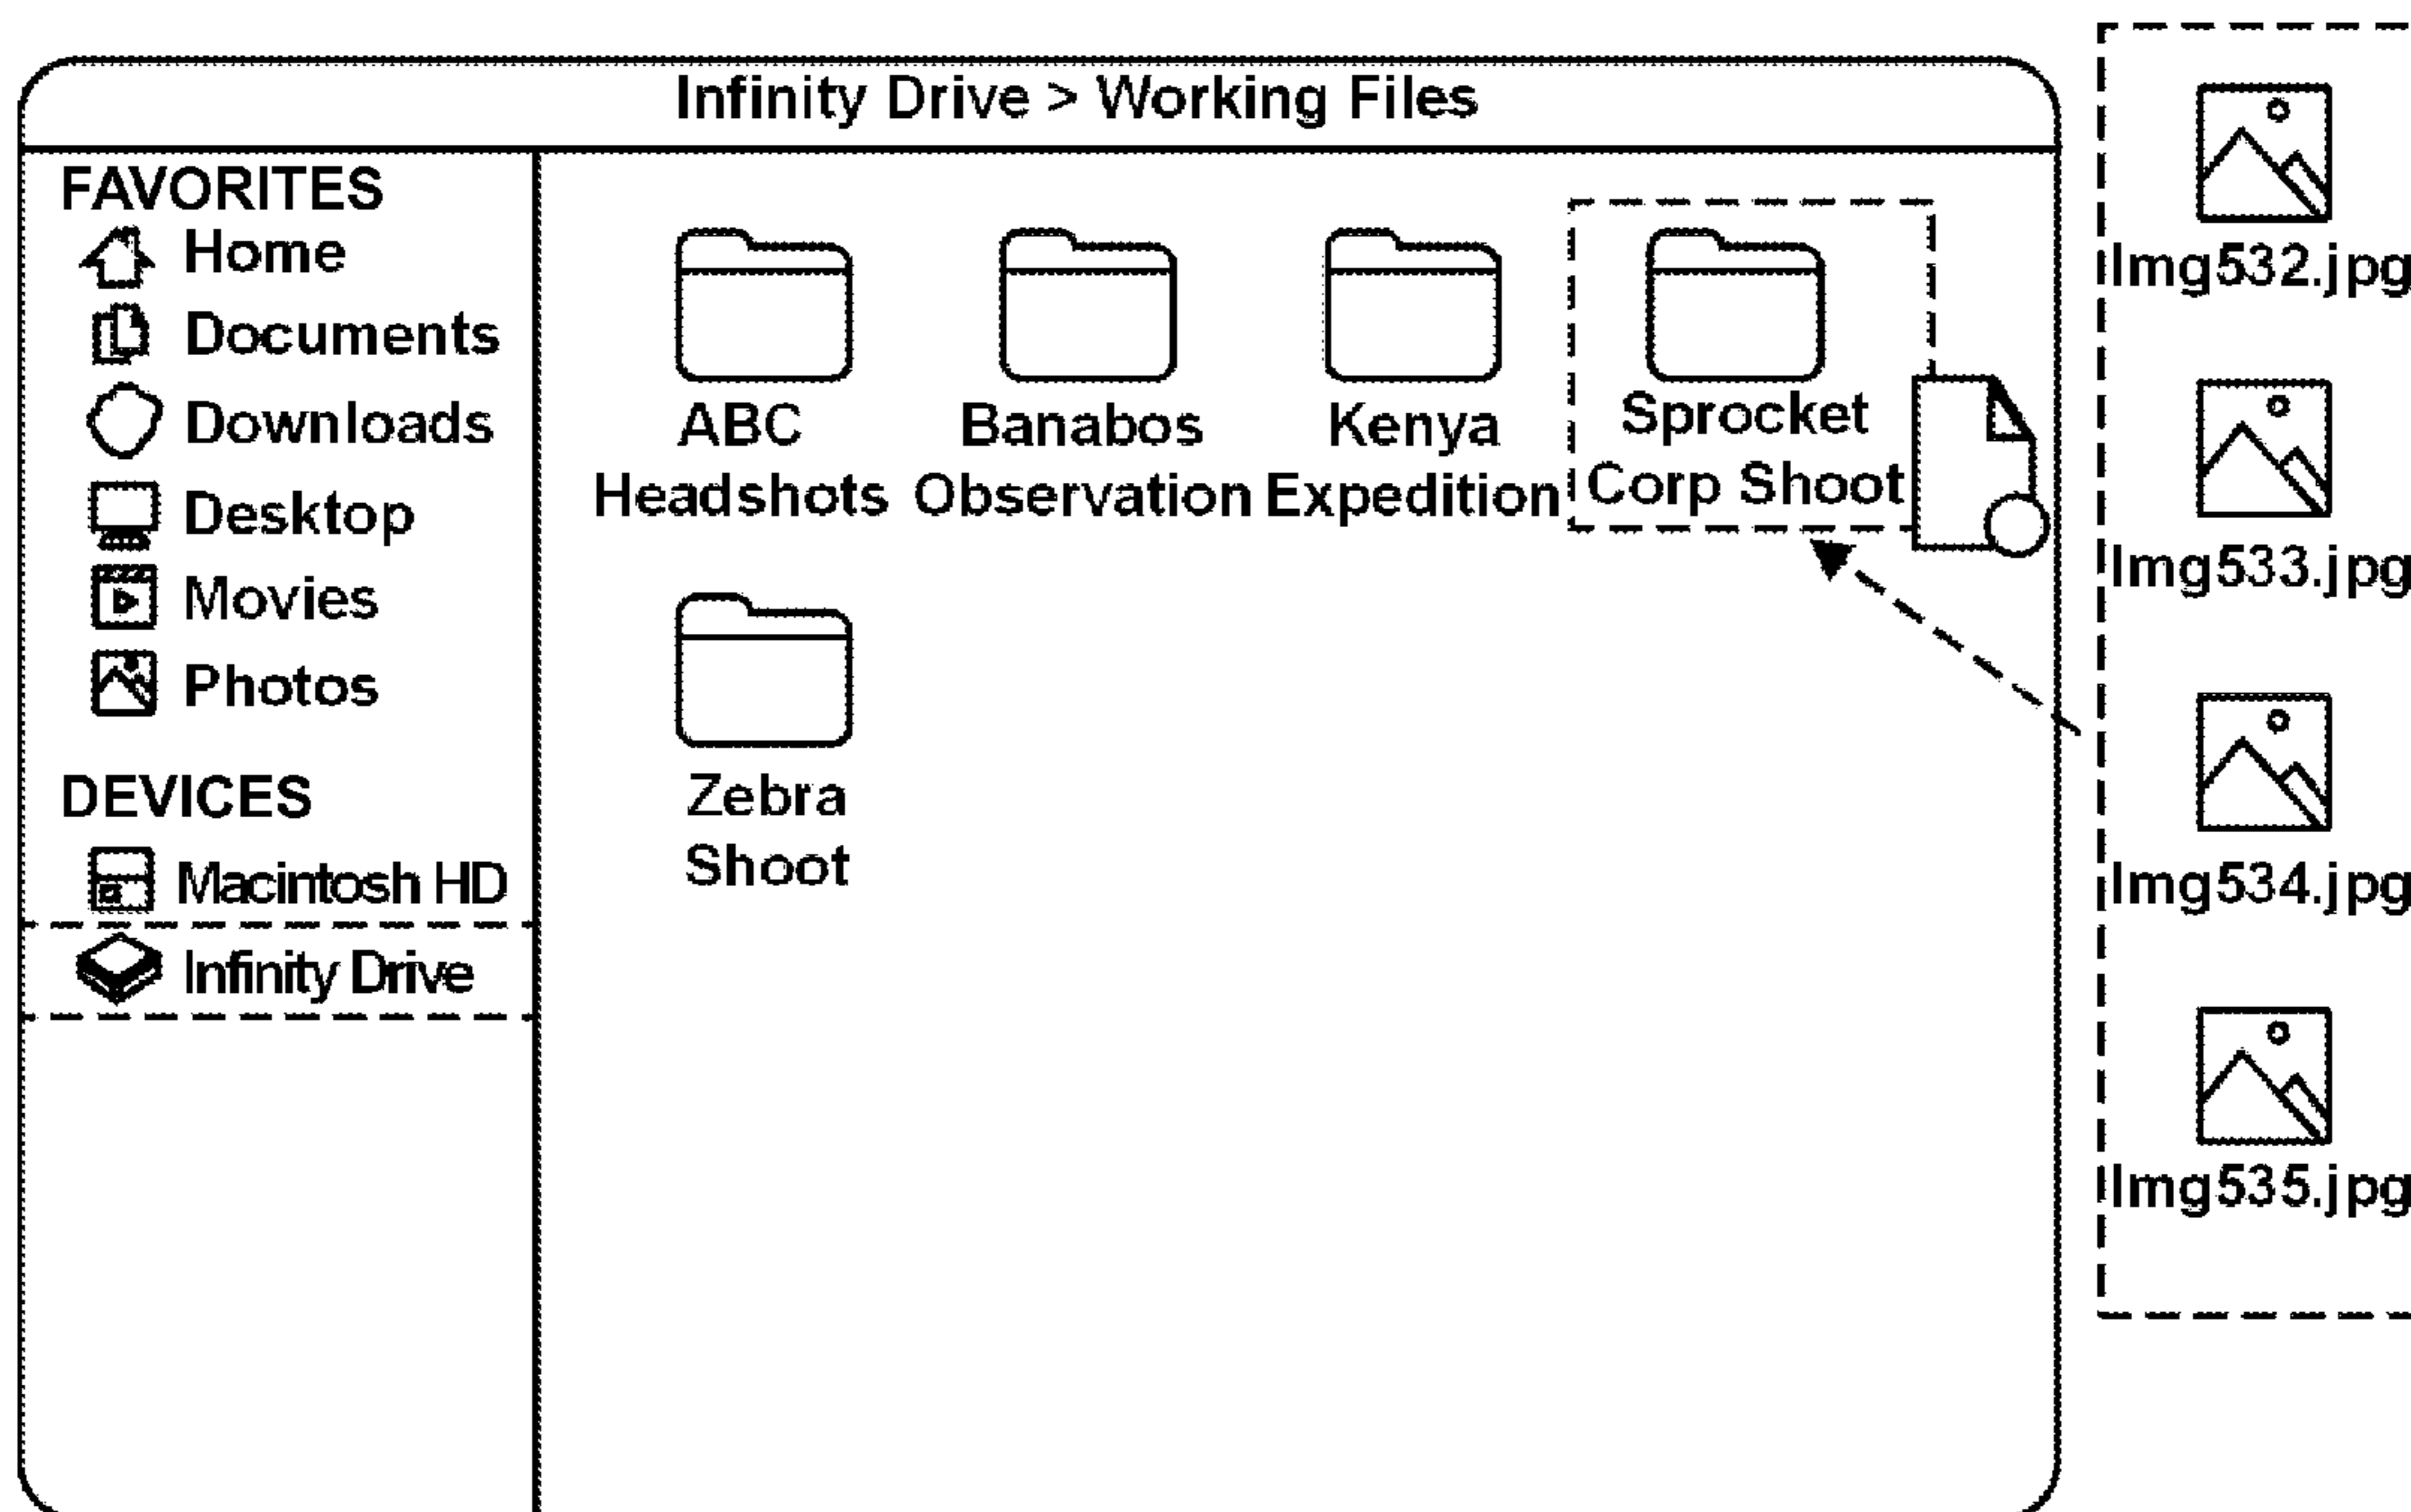 Infinity Drive > Working Files
FAVORITES
Home
Documents
Downloads
Desktop
Movies
Photos
DEVICES
Macintosh HD
Infinity Drive
ABC
Headshots
Banabos
Observation
Kenya
Expedition
Sprocket
Corp Shoot
Zebra
Shoot
Img532.jpg
Img533.jpg
Img534.jpg
Img535.jpg